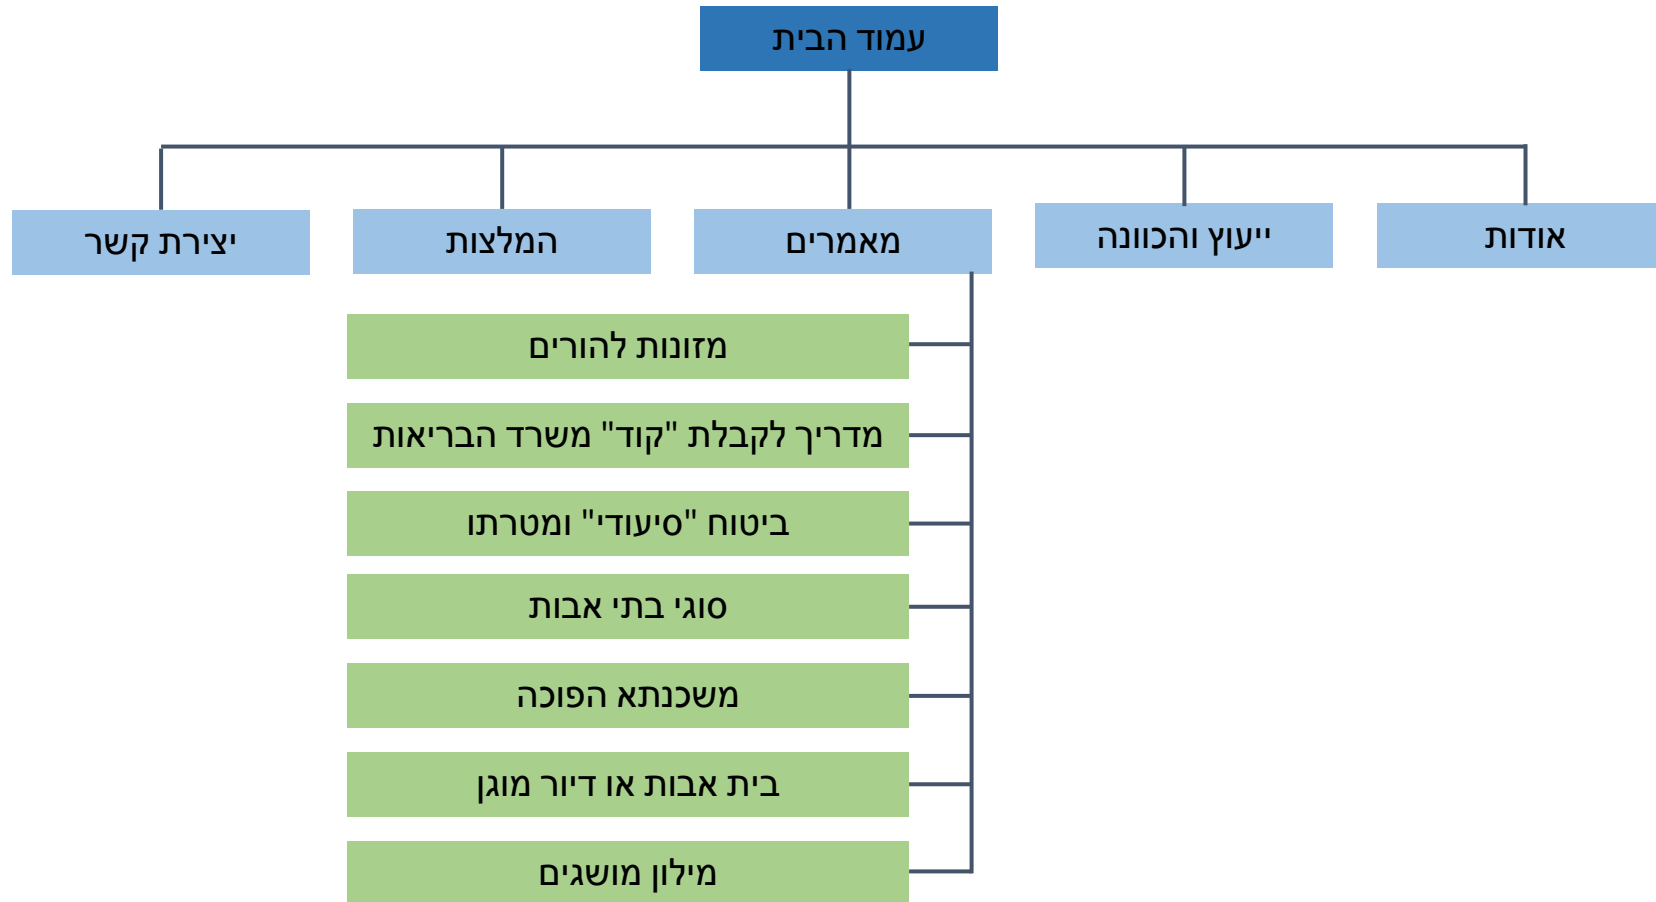 עמוד הבית
אודות
ייעוץ והכוונה
מאמרים
המלצות
יצירת קשר
מזונות להורים
מדריך לקבלת "קוד" משרד הבריאות
ביטוח "סיעודי" ומטרתו
סוגי בתי אבות
משכנתא הפוכה
בית אבות או דיור מוגן
מילון מושגים